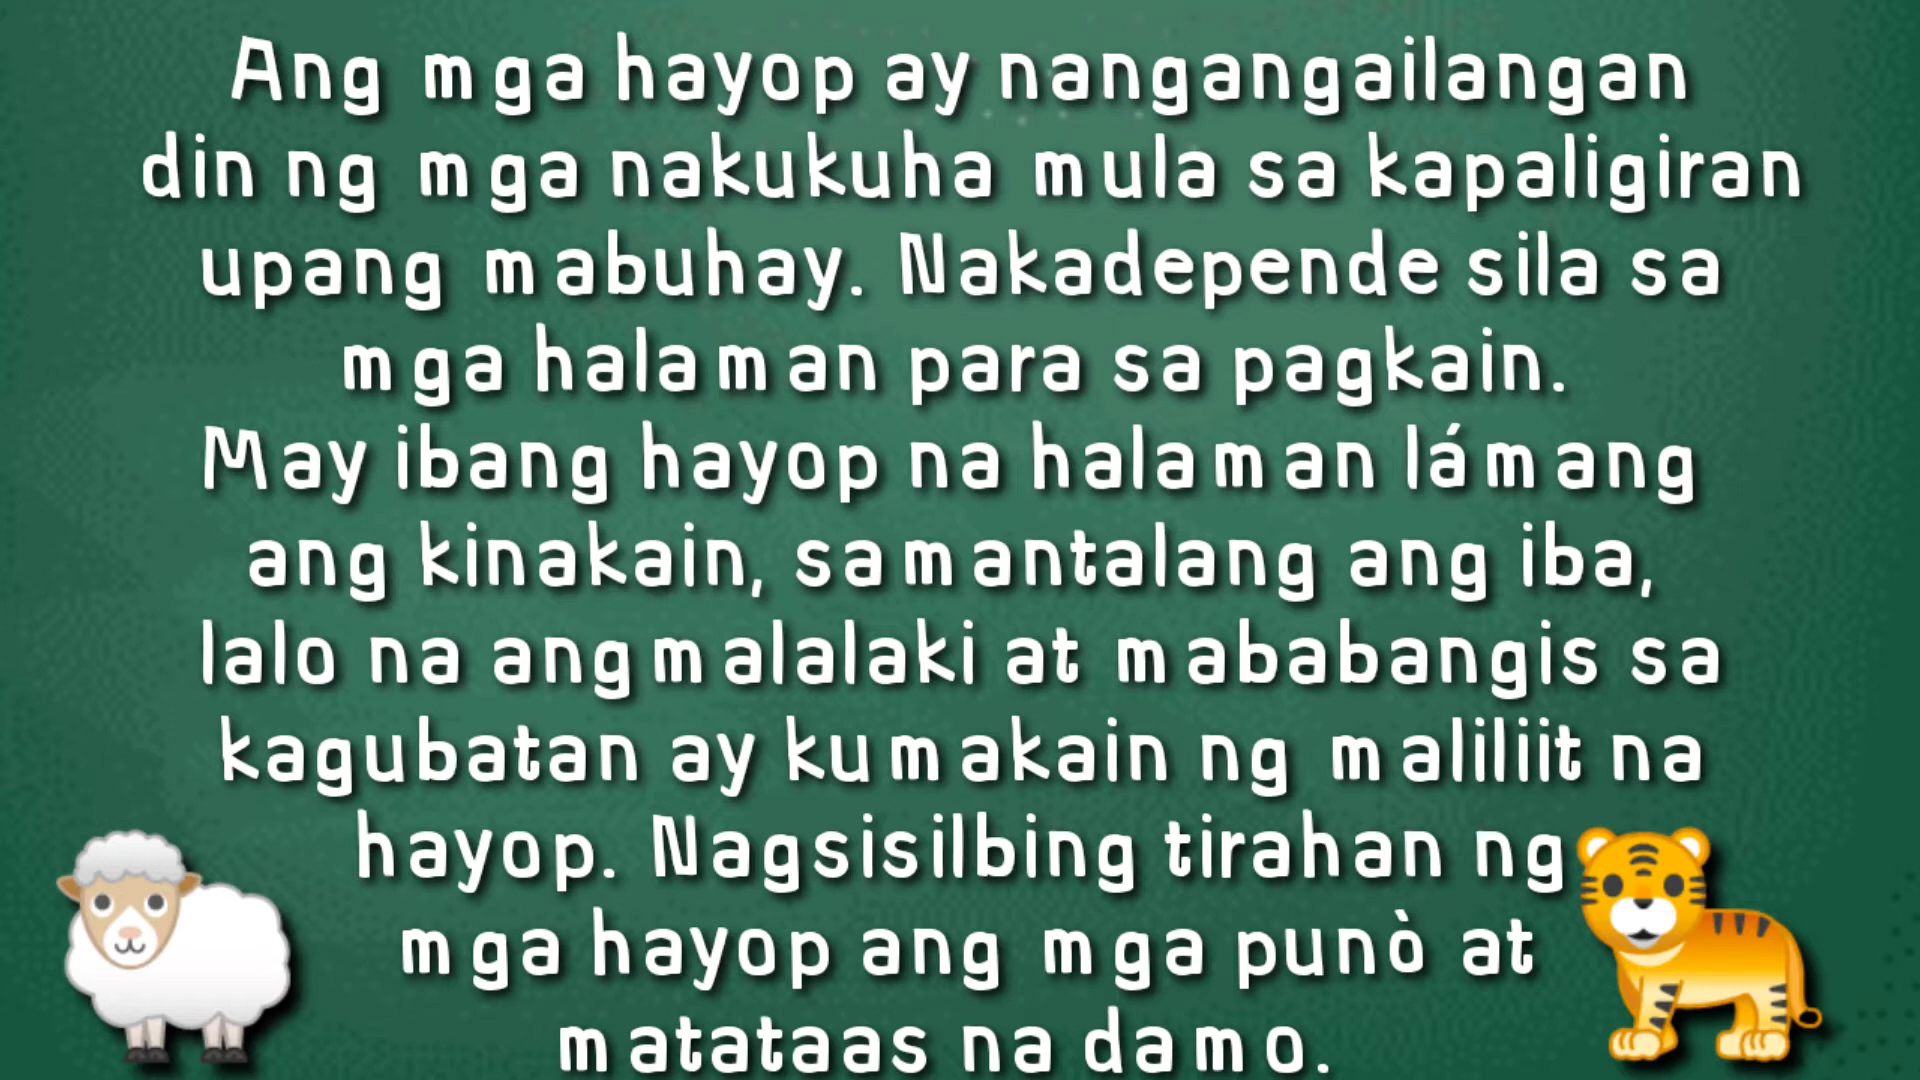 Ang mga hayop ay nangangailangan
din ng mga nakukuha mula sa kapaligiran
upang mabuhay. Nakadepende sila sa
mga halaman para sa pagkain.
May ibang hayop na halaman lámang
ang kinakain, samantalang ang iba,
lalo na ang malalaki at mababangis sa
kagubatan ay kumakain ng maliliit na
hayop. Nagsisilbing tirahan ng
mga hayop ang mga punò at
matataas na damo.